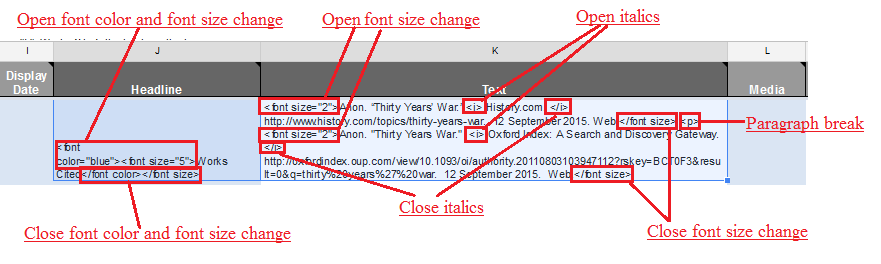 Open font color and font size change
Open font size change
Open italics
I J K L
Display Date
Headline
Text
Media
<font size="2">Anon. "Thirty Years' War." <i> History.com </i>
http://www.history.com/topics/thirty-years-war. 12 September 2015. Web</font size> <p>
<font size="2">Anon. "Thirty Years War." <i> Oxford Index: A Search and Discovery Gateway.
</i>
http://oxfordindex.oup.com/view/10.1093/oi/authority.20110803103947112?rskey=BCT0F3&resu
lt=0&q=thirty%20years%27%20war. 12 September 2015. Web</font size>
<font
color="blue"><font size="5">Works
Cited</font color></font size>
Paragraph break
Close italics
Close font color and font size change
Close font size change